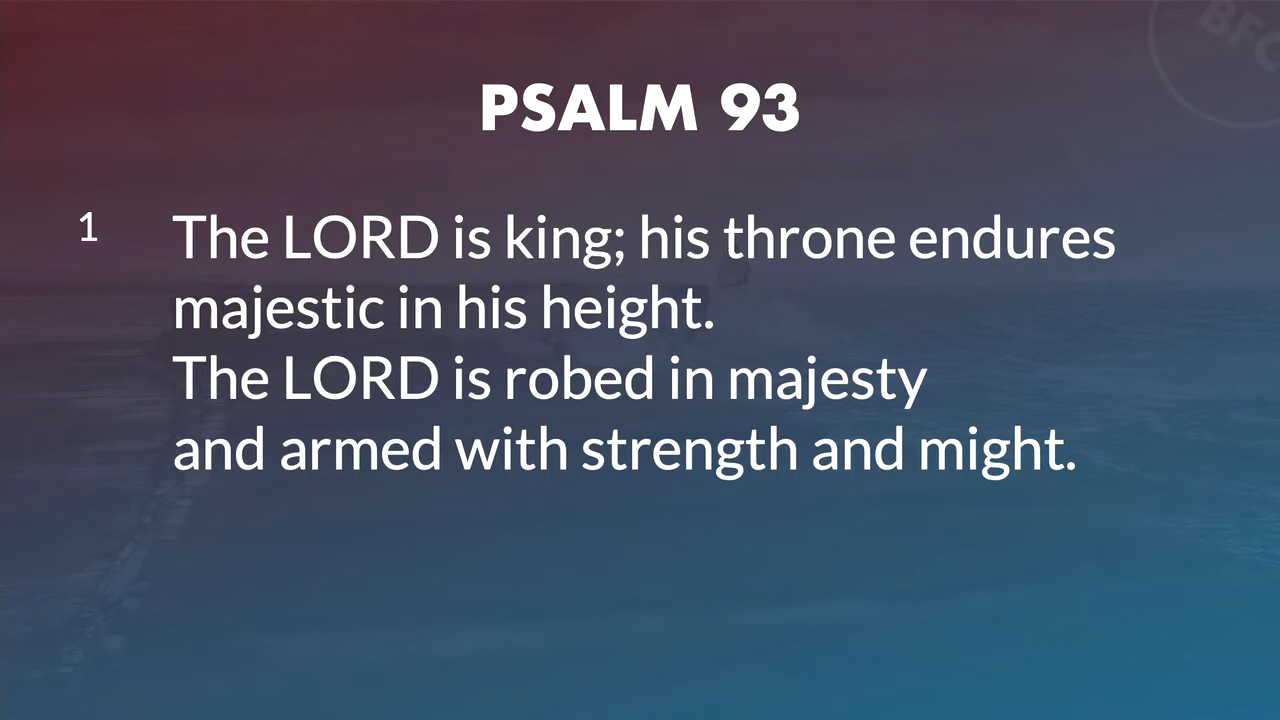 BFC
PSALM 93
1 The LORD is king; his throne endures
majestic in his height.
The LORD is robed in majesty
and armed with strength and might.